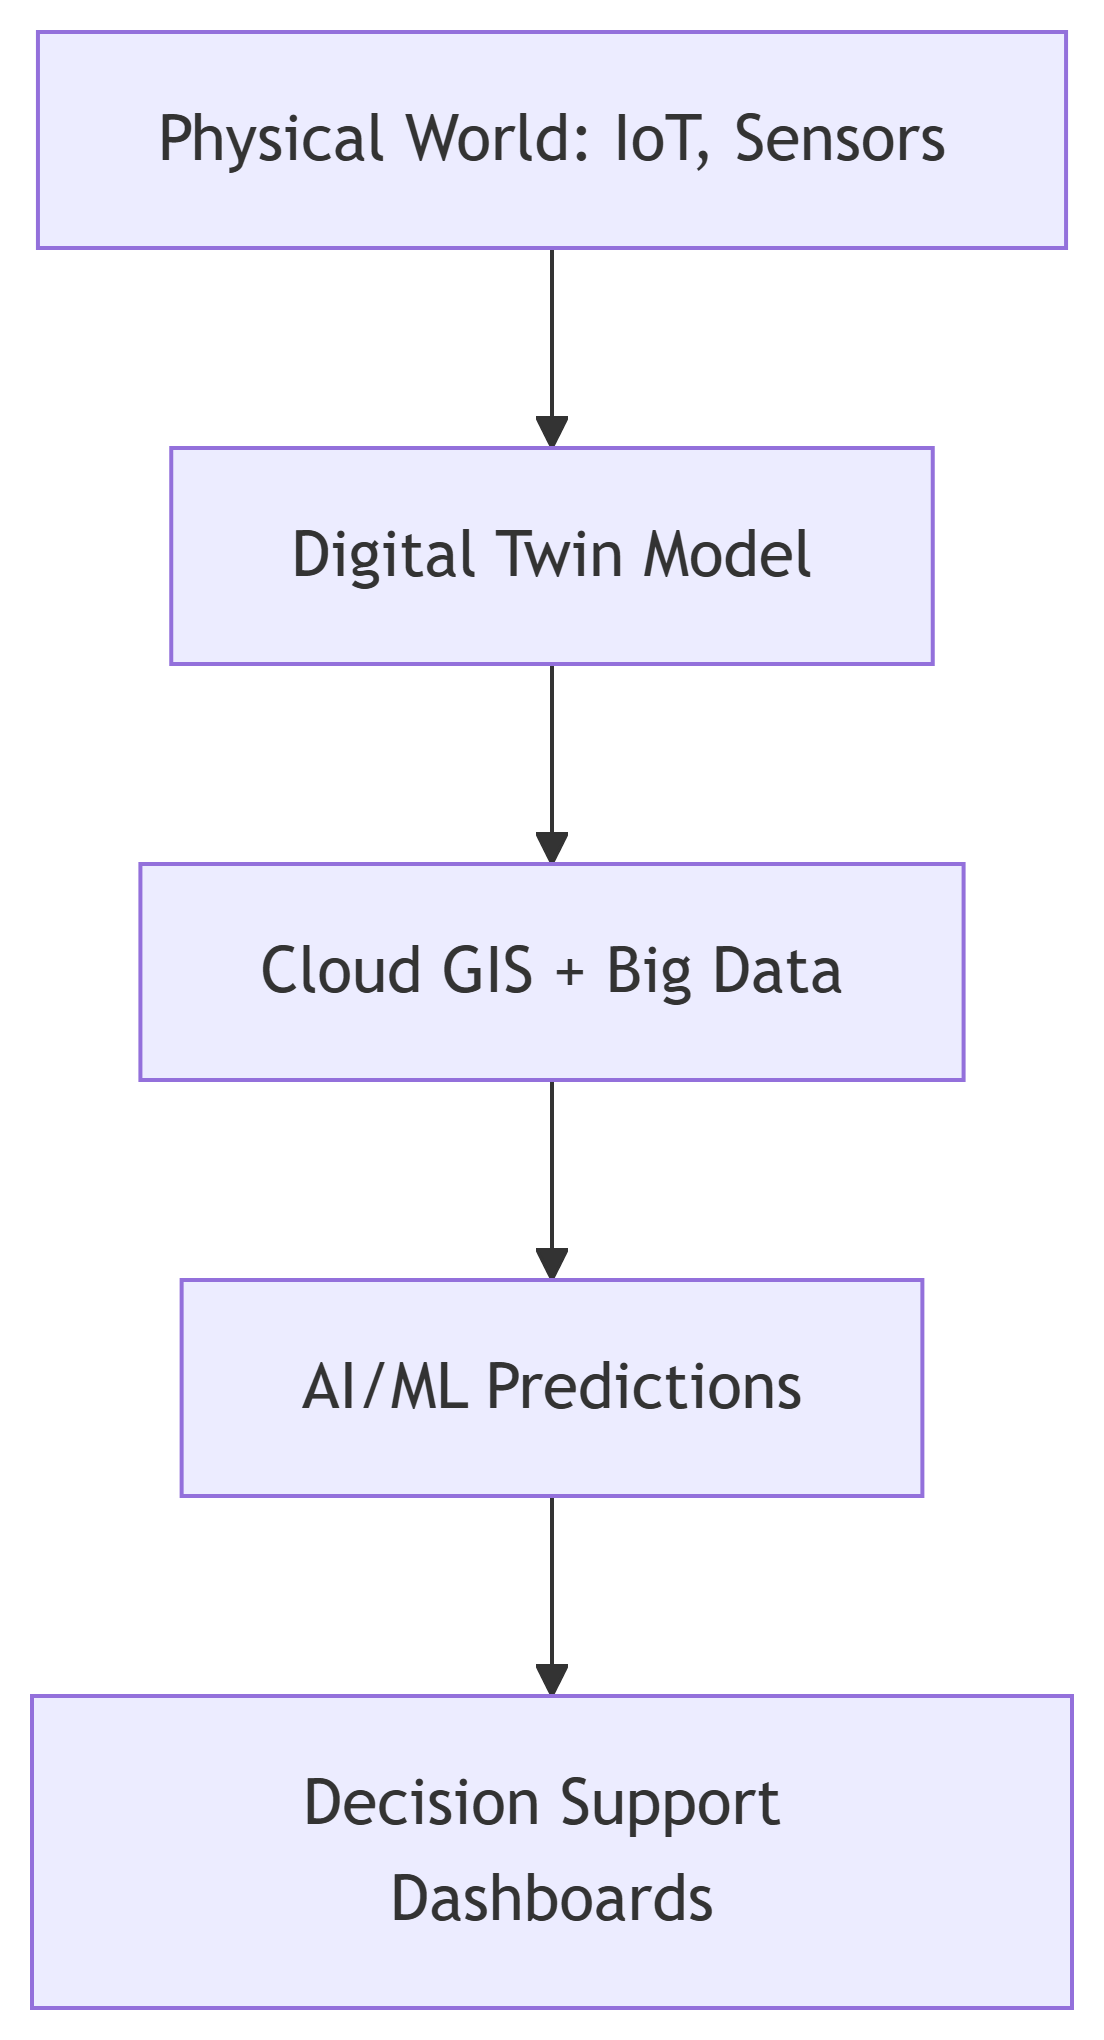 Physical World: IoT, Sensors
Digital Twin Model
Cloud GIS + Big Data
AI/ML Predictions
Decision Support
Dashboards